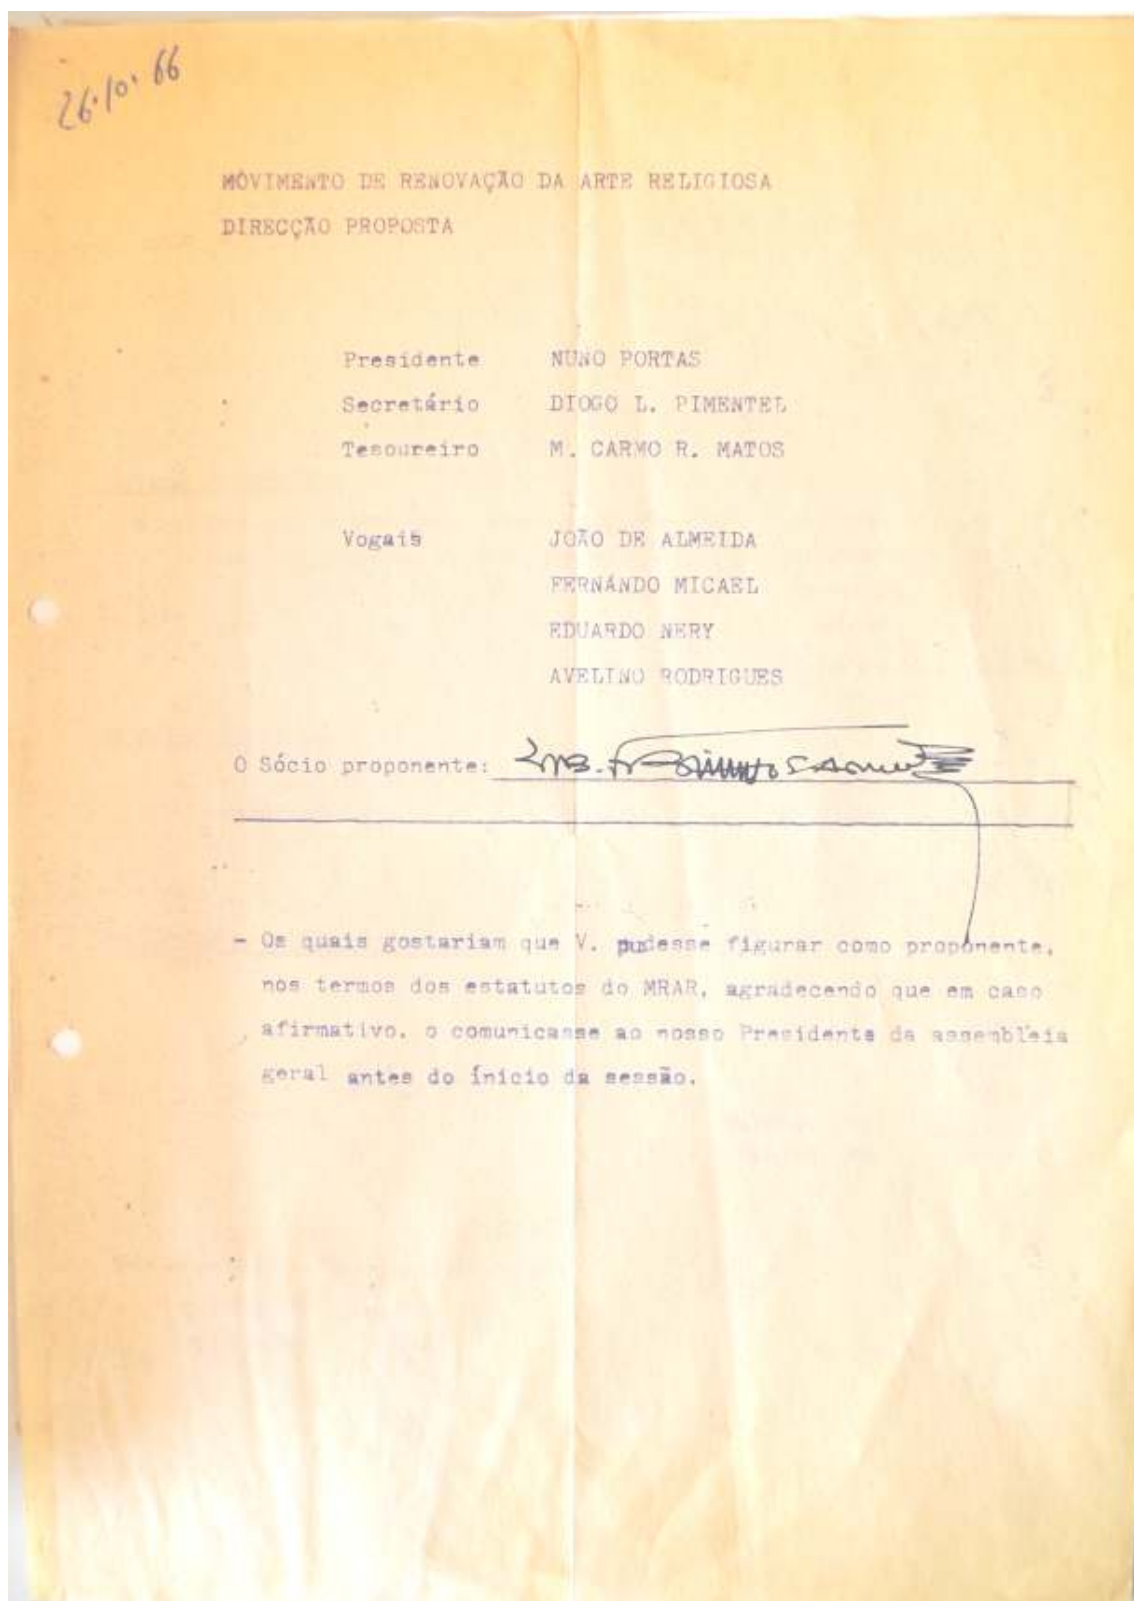 26.10.66
MOVIMENTO DE RENOVAÇÃO DA ARTE RELIGIOSA
DIRECÇÃO PROPOSTA
Presidente NUNO PORTAS
Secretário DIOGO L. PIMENTEL
Tesoureiro M. CARMO R. MATOS
Vogais JOÃO DE ALMEIDA
FERNANDO MICAEL
EDUARDO NERY
AVELINO RODRIGUES
O Sócio proponente:
- Os quais gostariam que V. pudesse figurar como proponente,
nos termos dos estatutos do MRAR, agradecendo que em caso
afirmativo, o comunicasse ao nosso Presidente da assembleia
geral antes do ínicio da sessão.